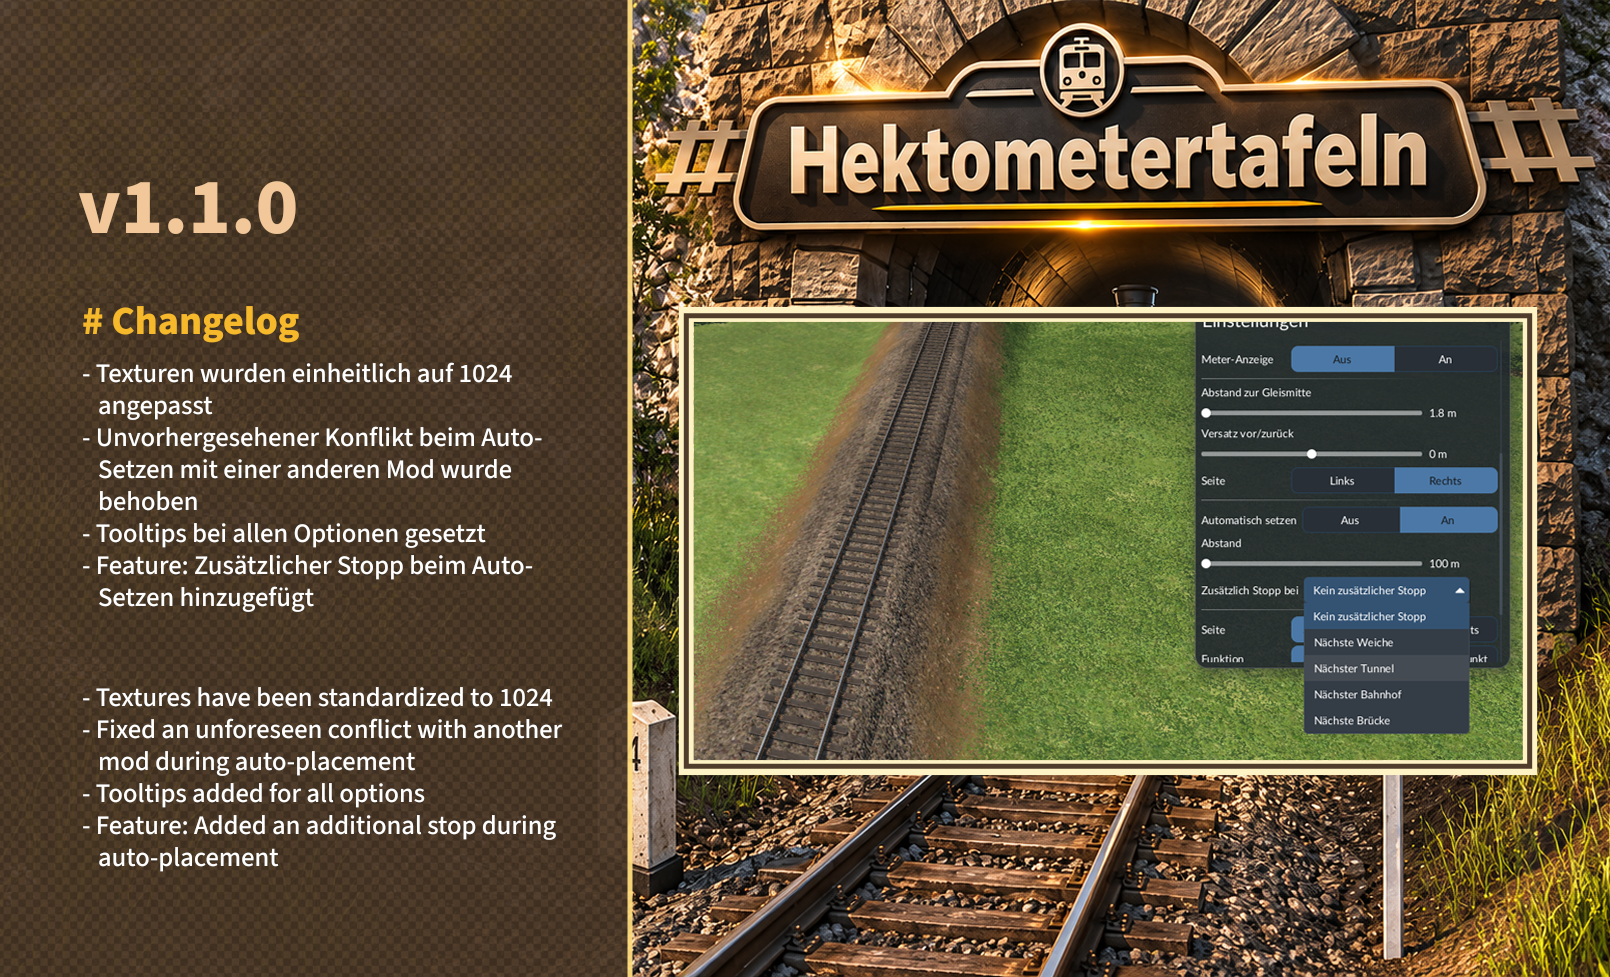 v1.1.0
# Changelog
- Texturen wurden einheitlich auf 1024
angepasst
- Unvorhergesehener Konflikt beim Auto-
Setzen mit einer anderen Mod wurde
behoben
- Tooltips bei allen Optionen gesetzt
- Feature: Zusätzlicher Stopp beim Auto-
Setzen hinzugefügt
- Textures have been standardized to 1024
- Fixed an unforeseen conflict with another
mod during auto-placement
- Tooltips added for all options
- Feature: Added an additional stop during
auto-placement
Hektometertafeln
Einstellungen
Meter-Anzeige Aus An
Abstand zur Gleismitte
1.8 m
Versatz vor/zurück
0 m
Seite Links Rechts
Automatisch setzen Aus An
Abstand
100 m
Zusätzlich Stopp bei Kein zusätzlicher Stopp
Kein zusätzlicher Stopp
Seite ts
Nächste Weiche
Funktion unkt
Nächster Tunnel
Nächster Bahnhof
Nächste Brücke
4